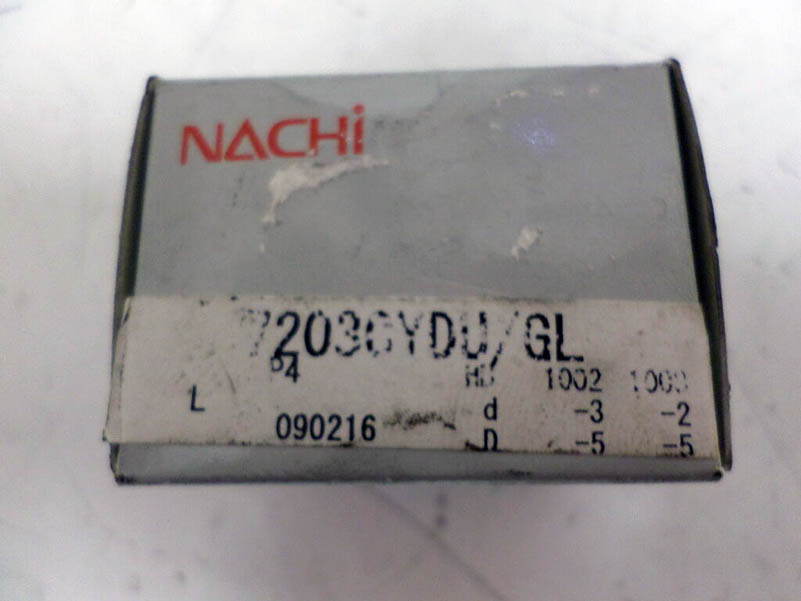 NACHi
7203CYDU/GL
P4 HD 1002 1003
L d -3 -2
090216 D -5 -5